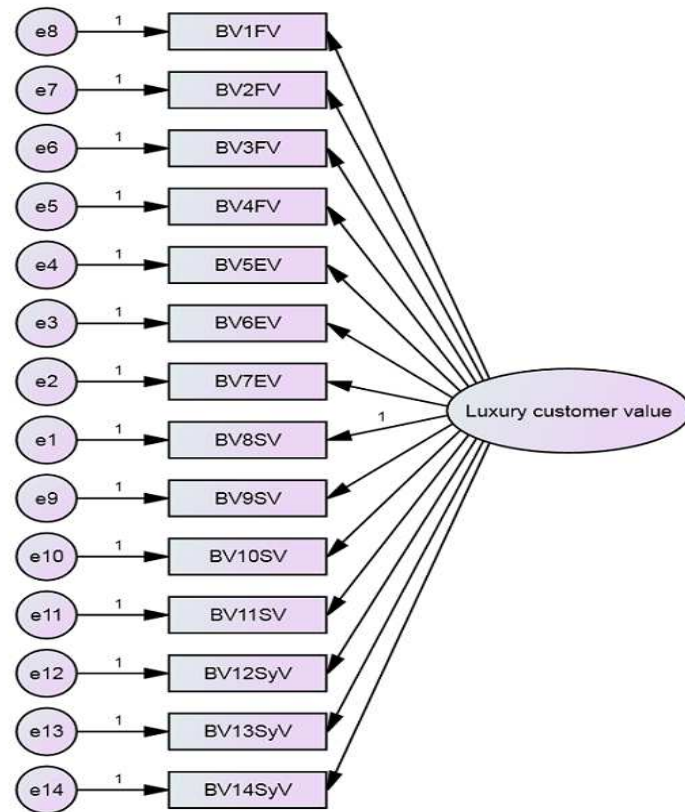 e8 1 BV1FV
e7 1 BV2FV
e6 1 BV3FV
e5 1 BV4FV
e4 1 BV5EV
e3 1 BV6EV
e2 1 BV7EV
Luxury customer value
e1 1 BV8SV 1
e9 1 BV9SV
e10 1 BV10SV
e11 1 BV11SV
e12 1 BV12SyV
e13 1 BV13SyV
e14 1 BV14SyV